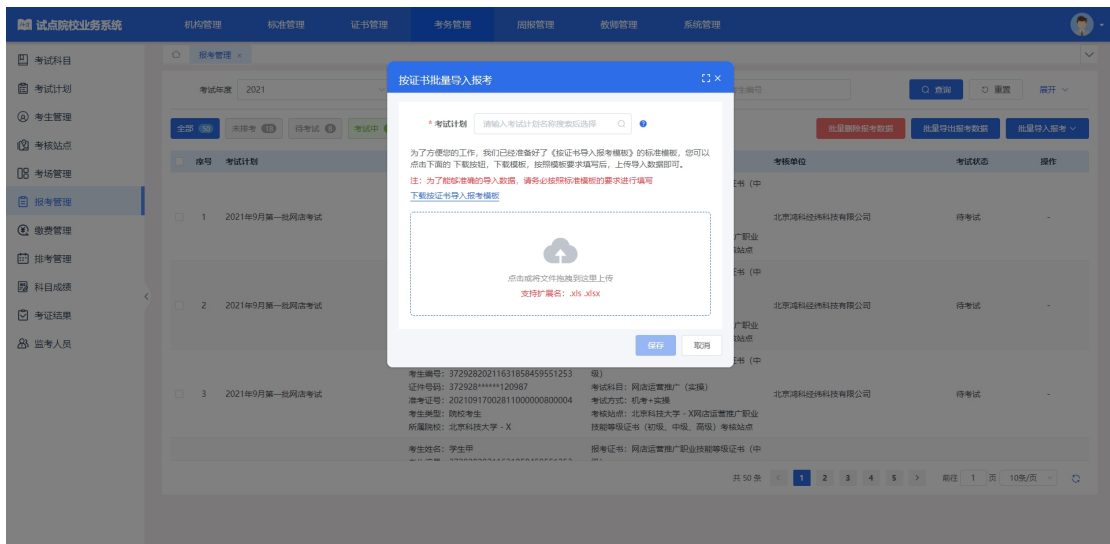 试点院校业务系统 机构管理 标准管理 证书管理 考务管理 周报管理 教师管理 系统管理
考试科目
考试计划
考生管理
考核站点
考场管理
报考管理
缴费管理
排考管理
科目成绩
考证结果
监考人员
报考管理 ×
考试年度 2021 查询 重置 展开
全部 50 未排考 待考试 考试中 批量删除报考数据 批量导出报考数据 批量导入报考
序号 考试计划 考核单位 考试状态 操作
按证书批量导入报考
* 考试计划 请输入考试计划名称搜索后选择
为了方便您的工作，我们已经准备好了《按证书导入报考模板》的标准模板，您可以
点击下面的 下载按钮，下载模板，按照模板要求填写后，上传导入数据即可。
注：为了能够准确的导入数据，请务必按照标准模板的要求进行填写
下载按证书导入报考模板
点击或将文件拖拽到这里上传
支持扩展名：.xls .xlsx
保存 取消
1 2021年9月第一批网店考试 北京鸿科经纬科技有限公司 待考试 -
2 2021年9月第一批网店考试 北京鸿科经纬科技有限公司 待考试 -
考生编号：3729282021163185845955​1253 级）
证件号码：372928******120987 考试科目：网店运营推广（实操）
3 2021年9月第一批网店考试 准考证号：20210917002811000000800004 考试方式：机考+实操 北京鸿科经纬科技有限公司 待考试 -
考生类型：院校考生 考核站点：北京科技大学 - X网店运营推广职业
所属院校：北京科技大学 - X 技能等级证书（初级、中级、高级）考核站点
考生姓名：学生甲 报考证书：网店运营推广职业技能等级证书（中
共 50 条 1 2 3 4 5 前往 1 页 10条/页